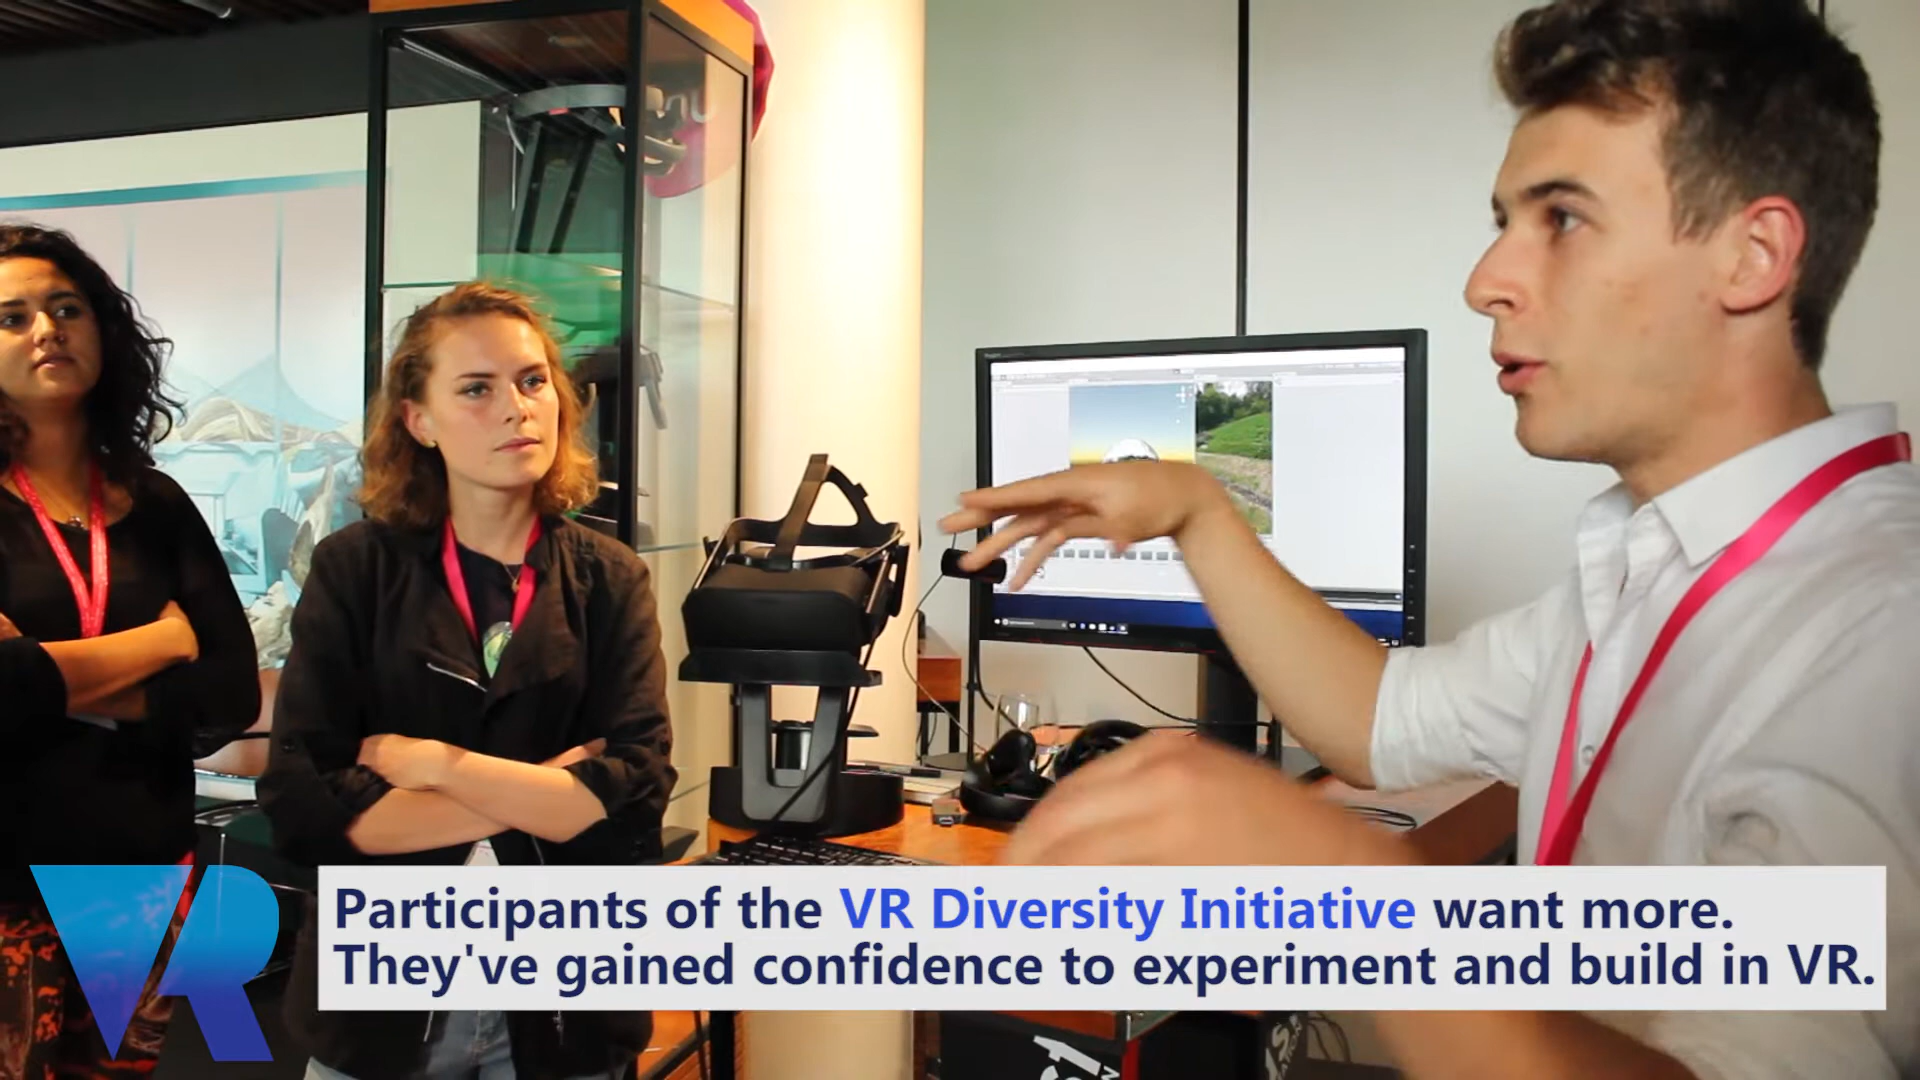 Participants of the VR Diversity Initiative want more.
They've gained confidence to experiment and build in VR.
VR